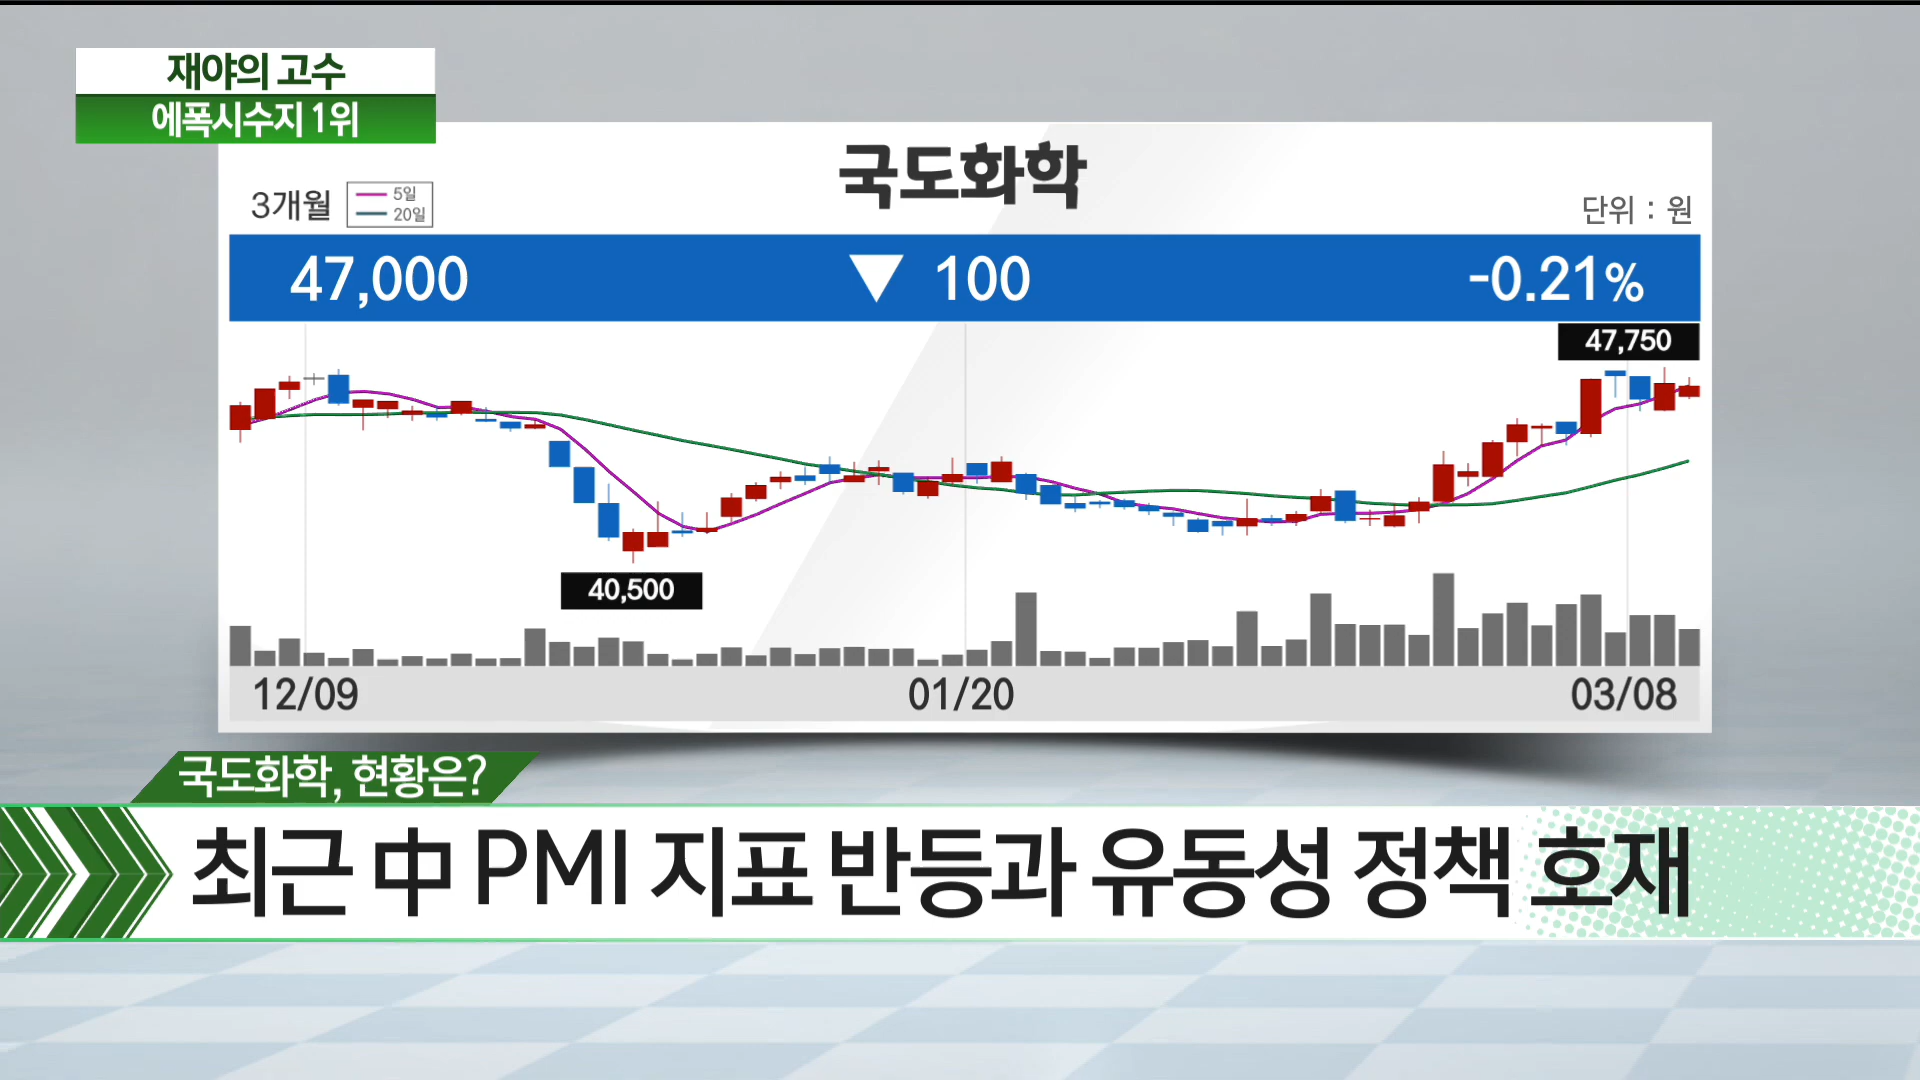 재야의 고수
에폭시수지 1위
국도화학
3개월
5일
20일
단위 : 원
47,000 ▼ 100 -0.21%
47,750
40,500
12/09 01/20 03/08
국도화학, 현황은?
최근 中 PMI 지표 반등과 유동성 정책 호재